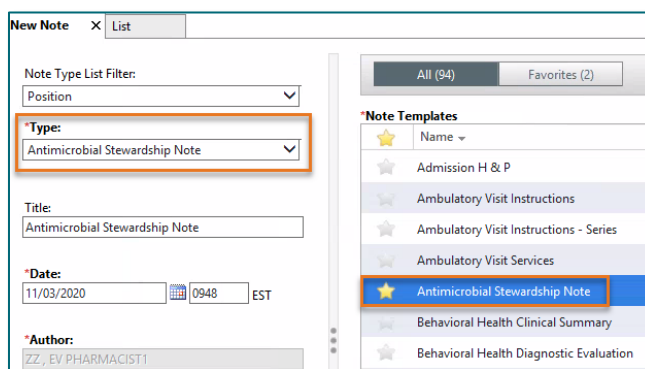 New Note X List
Note Type List Filter:
Position
*Type:
Antimicrobial Stewardship Note
Title:
Antimicrobial Stewardship Note
*Date:
11/03/2020 0948 EST
*Author:
ZZ , EV PHARMACIST1
All (94) Favorites (2)
*Note Templates
Name
Admission H & P
Ambulatory Visit Instructions
Ambulatory Visit Instructions - Series
Ambulatory Visit Services
Antimicrobial Stewardship Note
Behavioral Health Clinical Summary
Behavioral Health Diagnostic Evaluation